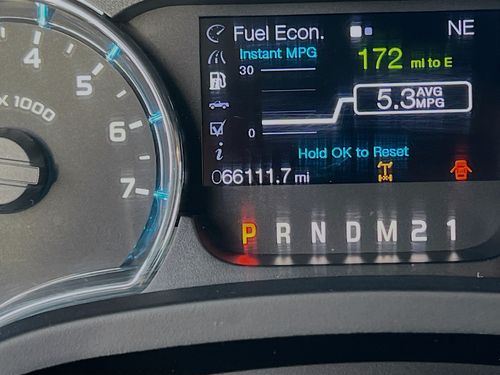 Fuel Econ. NE
Instant MPG
172 mi to E
30
5.3 AVG MPG
0
Hold OK to Reset
066111.7 mi
P R N D M 2 1
4
5
6
7
X 1000